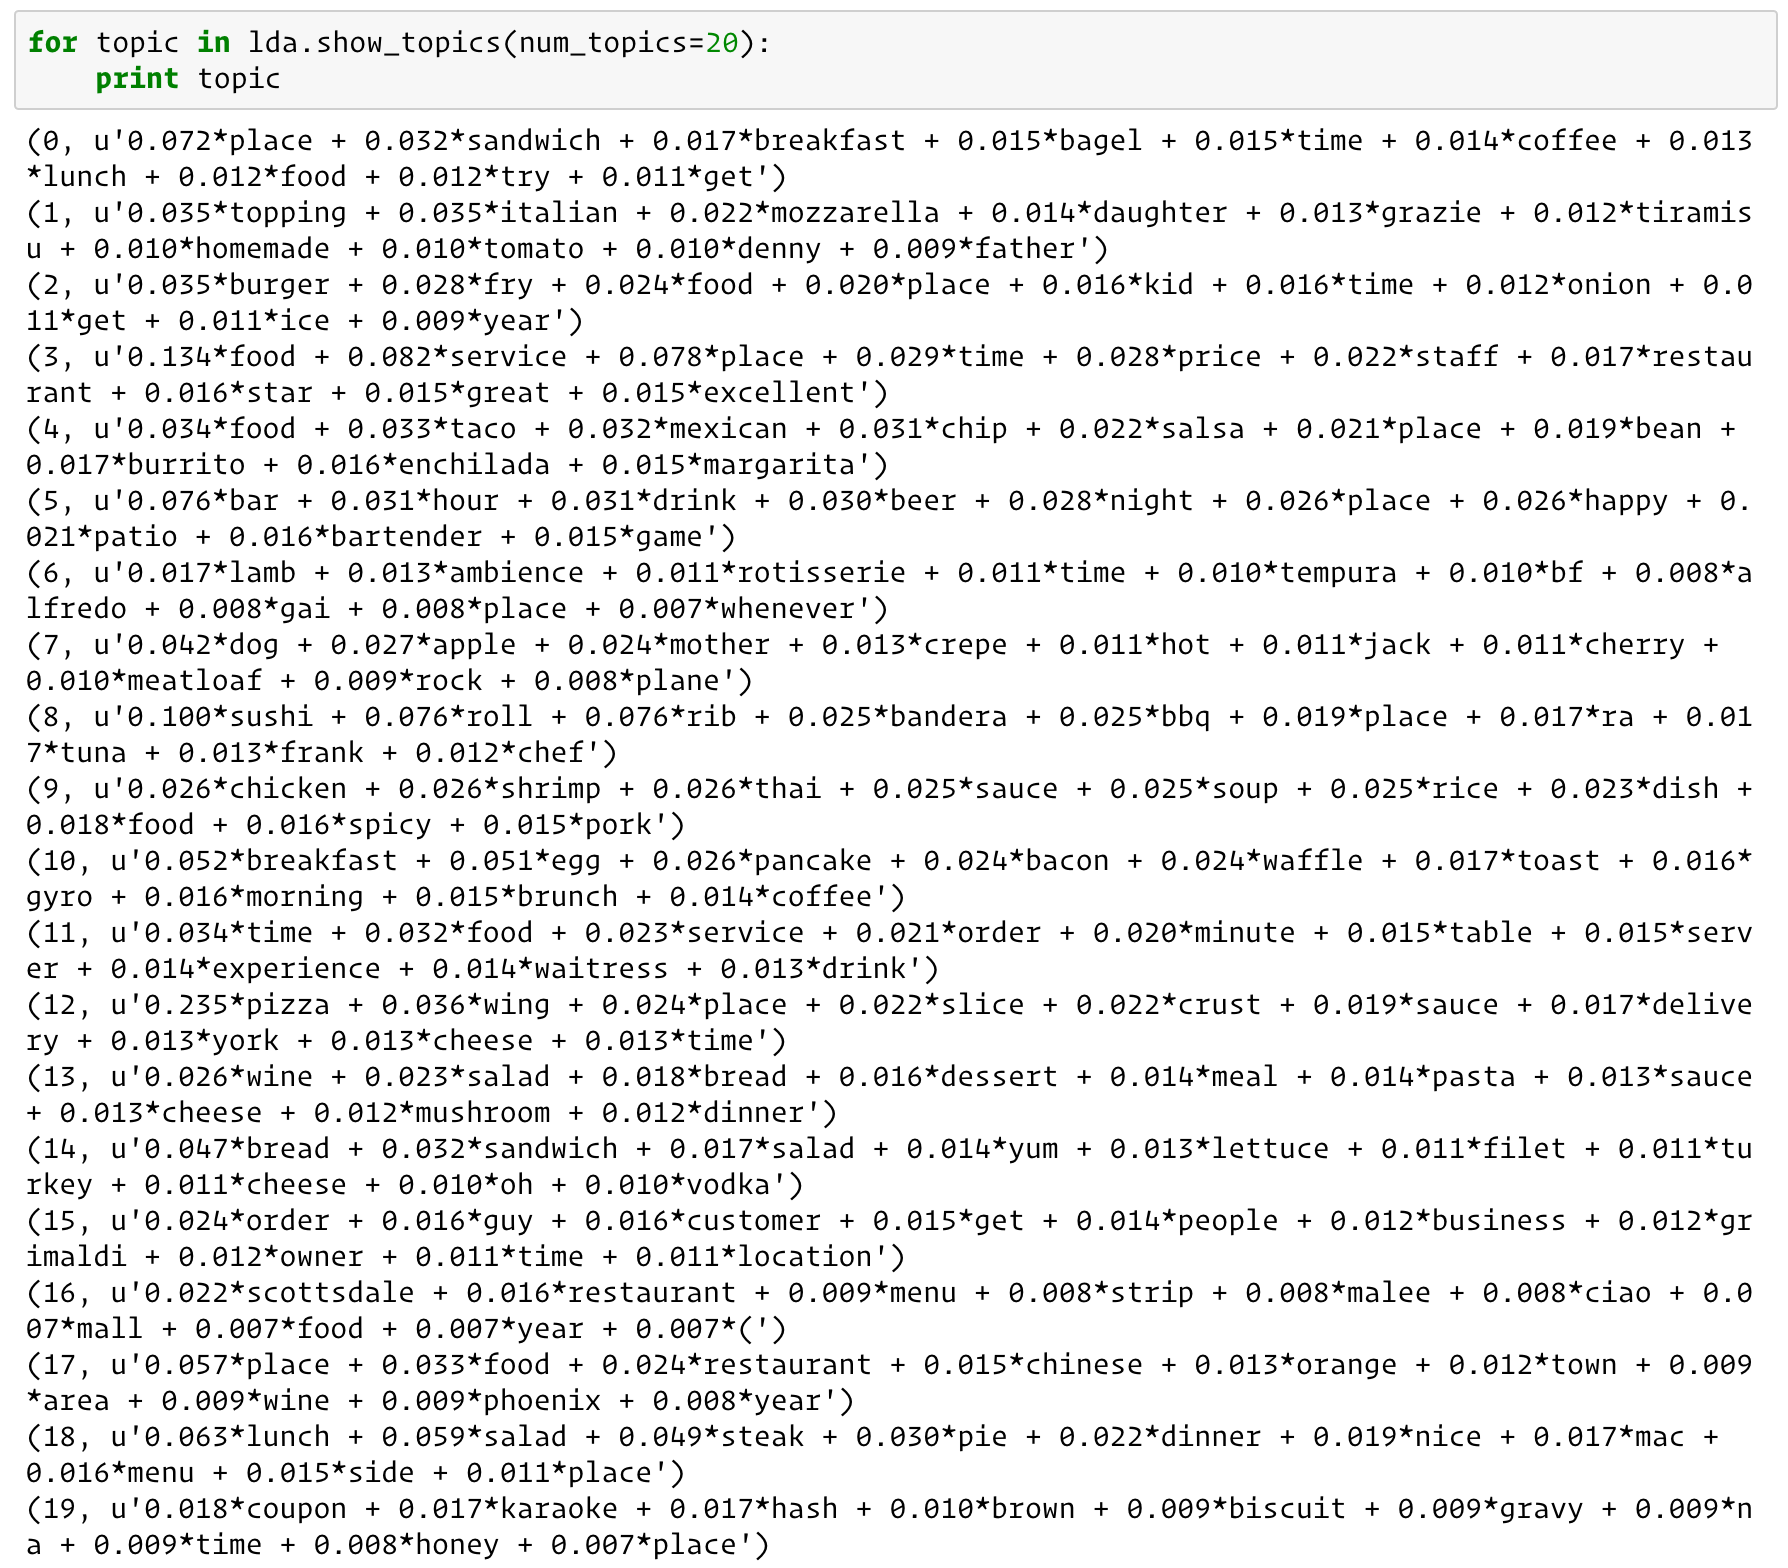 for topic in lda.show_topics(num_topics=20):
    print topic
(0, u'0.072*place + 0.032*sandwich + 0.017*breakfast + 0.015*bagel + 0.015*time + 0.014*coffee + 0.013
*lunch + 0.012*food + 0.012*try + 0.011*get')
(1, u'0.035*topping + 0.035*italian + 0.022*mozzarella + 0.014*daughter + 0.013*grazie + 0.012*tiramis
u + 0.010*homemade + 0.010*tomato + 0.010*denny + 0.009*father')
(2, u'0.035*burger + 0.028*fry + 0.024*food + 0.020*place + 0.016*kid + 0.016*time + 0.012*onion + 0.0
11*get + 0.011*ice + 0.009*year')
(3, u'0.134*food + 0.082*service + 0.078*place + 0.029*time + 0.028*price + 0.022*staff + 0.017*restau
rant + 0.016*star + 0.015*great + 0.015*excellent')
(4, u'0.034*food + 0.033*taco + 0.032*mexican + 0.031*chip + 0.022*salsa + 0.021*place + 0.019*bean +
0.017*burrito + 0.016*enchilada + 0.015*margarita')
(5, u'0.076*bar + 0.031*hour + 0.031*drink + 0.030*beer + 0.028*night + 0.026*place + 0.026*happy + 0.
021*patio + 0.016*bartender + 0.015*game')
(6, u'0.017*lamb + 0.013*ambience + 0.011*rotisserie + 0.011*time + 0.010*tempura + 0.010*bf + 0.008*a
lfredo + 0.008*gai + 0.008*place + 0.007*whenever')
(7, u'0.042*dog + 0.027*apple + 0.024*mother + 0.013*crepe + 0.011*hot + 0.011*jack + 0.011*cherry +
0.010*meatloaf + 0.009*rock + 0.008*plane')
(8, u'0.100*sushi + 0.076*roll + 0.076*rib + 0.025*bandera + 0.025*bbq + 0.019*place + 0.017*ra + 0.01
7*tuna + 0.013*frank + 0.012*chef')
(9, u'0.026*chicken + 0.026*shrimp + 0.026*thai + 0.025*sauce + 0.025*soup + 0.025*rice + 0.023*dish +
0.018*food + 0.016*spicy + 0.015*pork')
(10, u'0.052*breakfast + 0.051*egg + 0.026*pancake + 0.024*bacon + 0.024*waffle + 0.017*toast + 0.016*
gyro + 0.016*morning + 0.015*brunch + 0.014*coffee')
(11, u'0.034*time + 0.032*food + 0.023*service + 0.021*order + 0.020*minute + 0.015*table + 0.015*serv
er + 0.014*experience + 0.014*waitress + 0.013*drink')
(12, u'0.235*pizza + 0.036*wing + 0.024*place + 0.022*slice + 0.022*crust + 0.019*sauce + 0.017*delive
ry + 0.013*york + 0.013*cheese + 0.013*time')
(13, u'0.026*wine + 0.023*salad + 0.018*bread + 0.016*dessert + 0.014*meal + 0.014*pasta + 0.013*sauce
+ 0.013*cheese + 0.012*mushroom + 0.012*dinner')
(14, u'0.047*bread + 0.032*sandwich + 0.017*salad + 0.014*yum + 0.013*lettuce + 0.011*filet + 0.011*tu
rkey + 0.011*cheese + 0.010*oh + 0.010*vodka')
(15, u'0.024*order + 0.016*guy + 0.016*customer + 0.015*get + 0.014*people + 0.012*business + 0.012*gr
imaldi + 0.012*owner + 0.011*time + 0.011*location')
(16, u'0.022*scottsdale + 0.016*restaurant + 0.009*menu + 0.008*strip + 0.008*malee + 0.008*ciao + 0.0
07*mall + 0.007*food + 0.007*year + 0.007*(')
(17, u'0.057*place + 0.033*food + 0.024*restaurant + 0.015*chinese + 0.013*orange + 0.012*town + 0.009
*area + 0.009*wine + 0.009*phoenix + 0.008*year')
(18, u'0.063*lunch + 0.059*salad + 0.049*steak + 0.030*pie + 0.022*dinner + 0.019*nice + 0.017*mac +
0.016*menu + 0.015*side + 0.011*place')
(19, u'0.018*coupon + 0.017*karaoke + 0.017*hash + 0.010*brown + 0.009*biscuit + 0.009*gravy + 0.009*n
a + 0.009*time + 0.008*honey + 0.007*place')